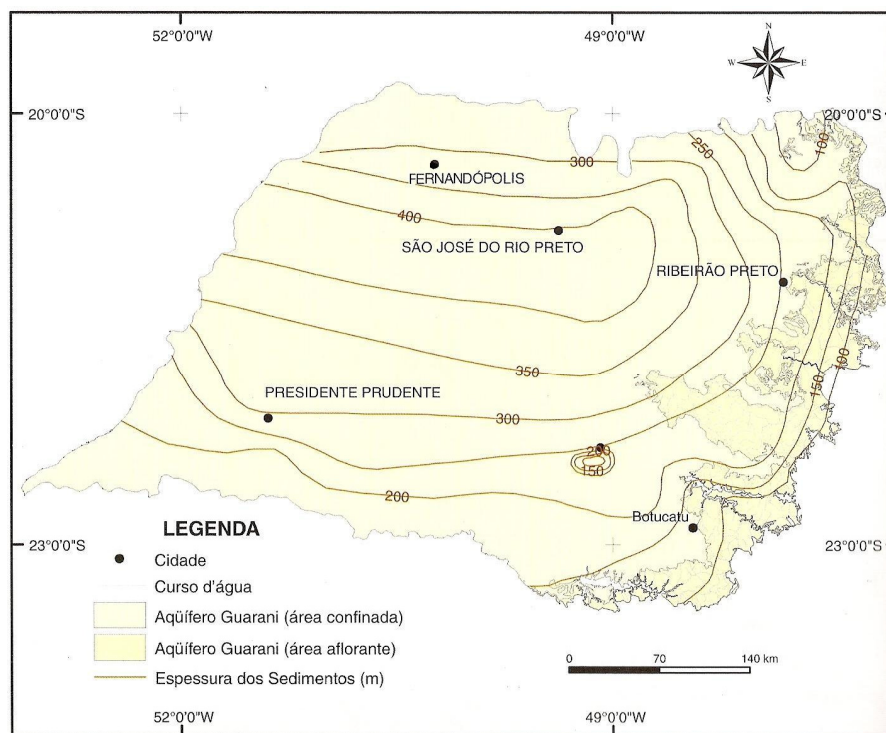 52°0'0"W 49°0'0"W
N
W E
S
20°0'0"S 20°0'0"S
100
250
300
FERNANDÓPOLIS
400
SÃO JOSÉ DO RIO PRETO
RIBEIRÃO PRETO
100
350
150
PRESIDENTE PRUDENTE
300
200
150
200
Botucatu
LEGENDA
23°0'0"S 23°0'0"S
Cidade
Curso d'água
Aqüífero Guarani (área confinada)
Aqüífero Guarani (área aflorante)
Espessura dos Sedimentos (m)
0 70 140 km
52°0'0"W 49°0'0"W